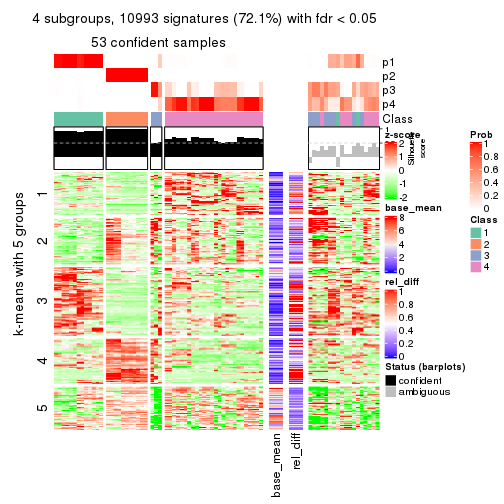 4 subgroups, 10993 signatures (72.1%) with fdr < 0.05
53 confident samples
p1
p2
p3
p4
Class
1
Silhouette
score
z-score
2
1
0
-1
-2
base_mean
8
6
4
2
0
rel_diff
1
0.8
0.6
0.4
0.2
0
Status (barplots)
confident
ambiguous
Prob
1
0.8
0.6
0.4
0.2
0
Class
1
2
3
4
k-means with 5 groups
1
2
3
4
5
base_mean
rel_diff